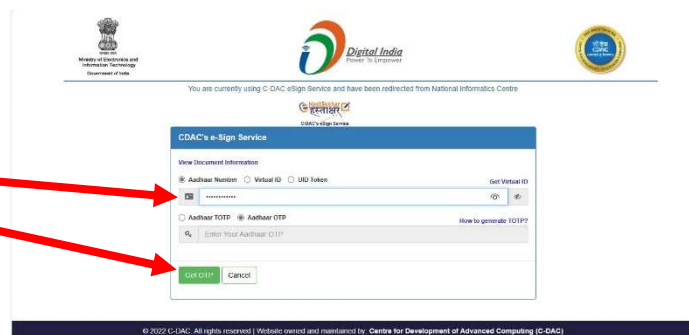 Ministry of Electronics and
Information Technology
Government of India
Digital India
Power To Empower
You are currently using C-DAC eSign Service and have been redirected from National Informatics Centre
हस्ताक्षर
C-DAC's eSign Service
CDAC's e-Sign Service
View Document Information
Aadhaar Number Virtual ID UID Token Get Virtual ID
Aadhaar TOTP Aadhaar OTP How to generate TOTP?
Enter Your Aadhaar OTP
Get OTP Cancel
© 2022 C-DAC. All rights reserved | Website owned and maintained by: Centre for Development of Advanced Computing (C-DAC)